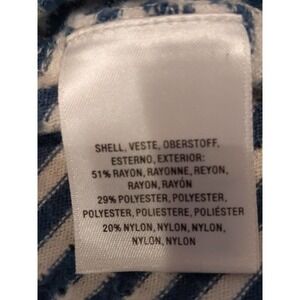 SHELL, VESTE, OBERSTOFF,
ESTERNO, EXTERIOR:
51% RAYON, RAYONNE, REYON,
RAYON, RAYÓN
29% POLYESTER, POLYESTER,
POLYESTER, POLIESTERE, POLIÉSTER
20% NYLON, NYLON, NYLON,
NYLON, NYLON